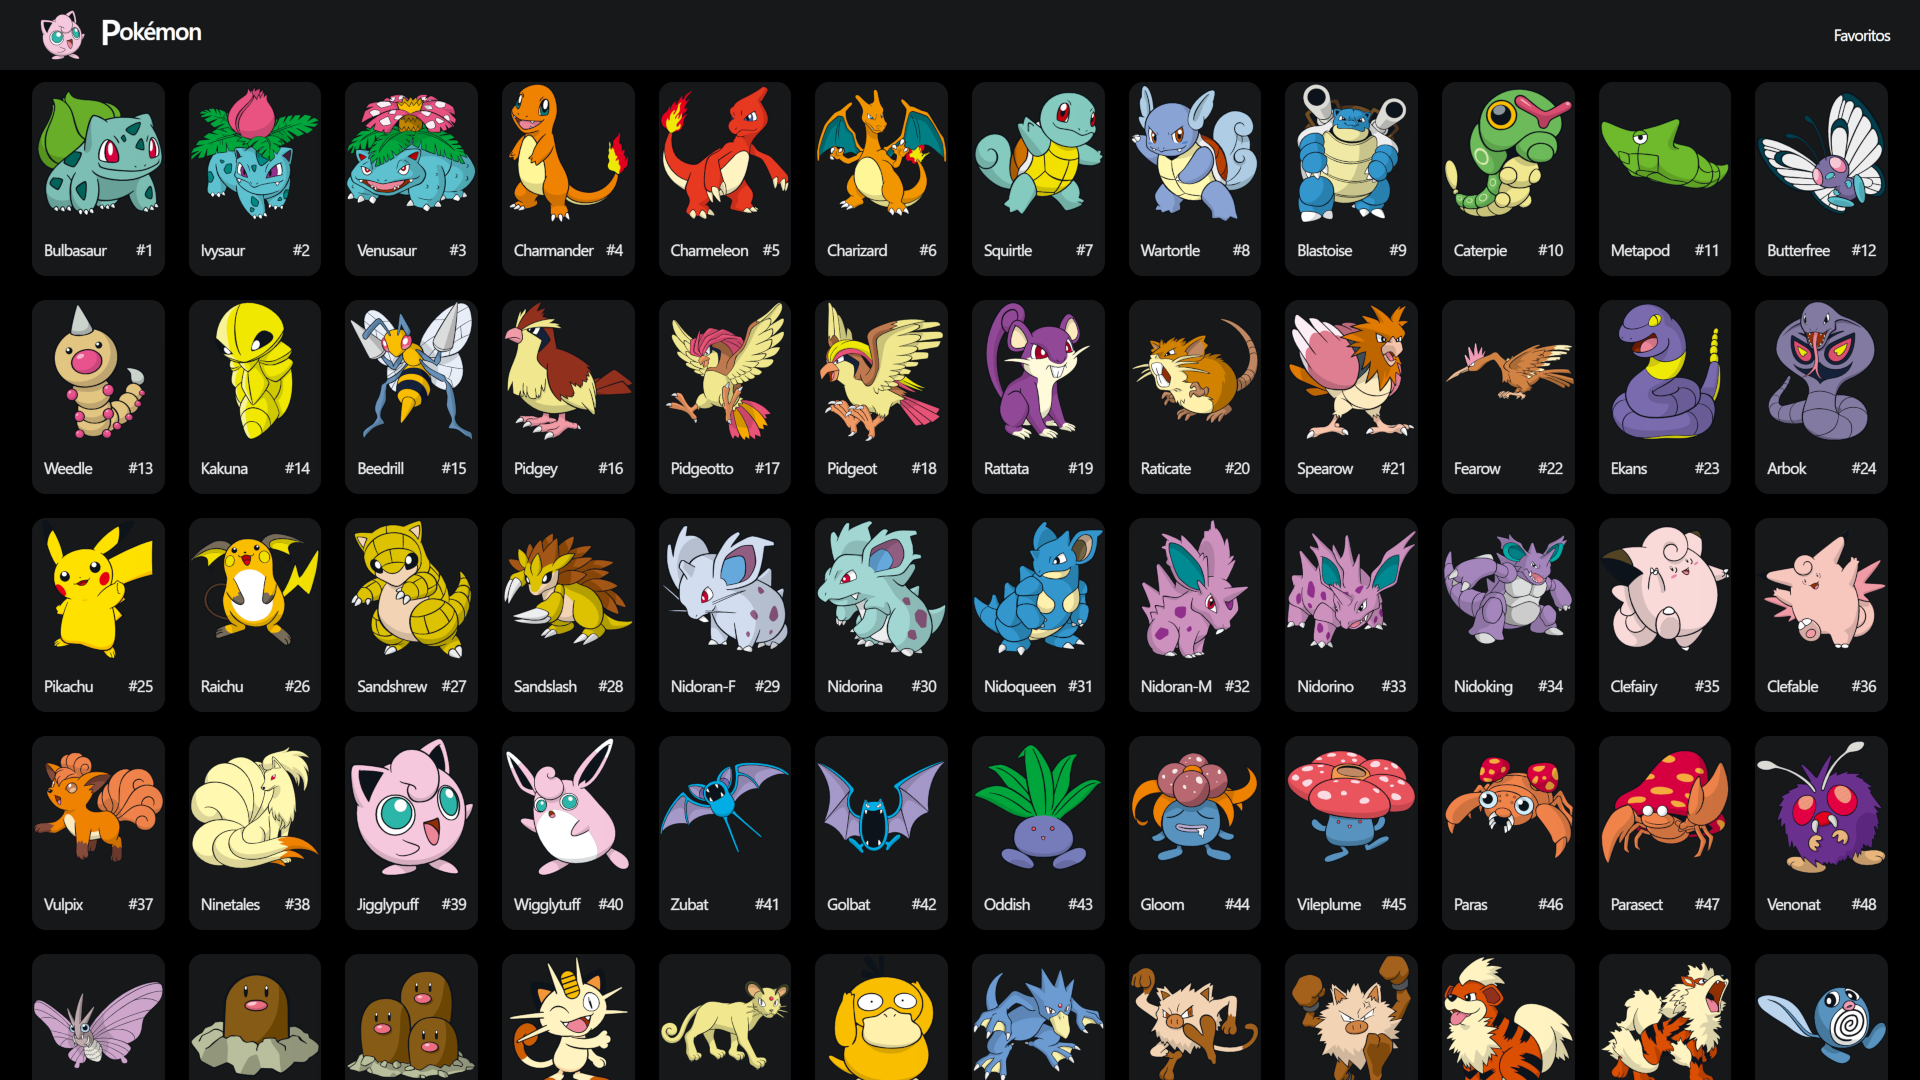 Pokémon
Favoritos
Bulbasaur #1
Ivysaur #2
Venusaur #3
Charmander #4
Charmeleon #5
Charizard #6
Squirtle #7
Wartortle #8
Blastoise #9
Caterpie #10
Metapod #11
Butterfree #12
Weedle #13
Kakuna #14
Beedrill #15
Pidgey #16
Pidgeotto #17
Pidgeot #18
Rattata #19
Raticate #20
Spearow #21
Fearow #22
Ekans #23
Arbok #24
Pikachu #25
Raichu #26
Sandshrew #27
Sandslash #28
Nidoran-F #29
Nidorina #30
Nidoqueen #31
Nidoran-M #32
Nidorino #33
Nidoking #34
Clefairy #35
Clefable #36
Vulpix #37
Ninetales #38
Jigglypuff #39
Wigglytuff #40
Zubat #41
Golbat #42
Oddish #43
Gloom #44
Vileplume #45
Paras #46
Parasect #47
Venonat #48